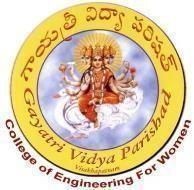 గాయత్రి విద్యా పరిషత్
Gayatri Vidya Parishad
Visakhapatnam
College of Engineering For Women